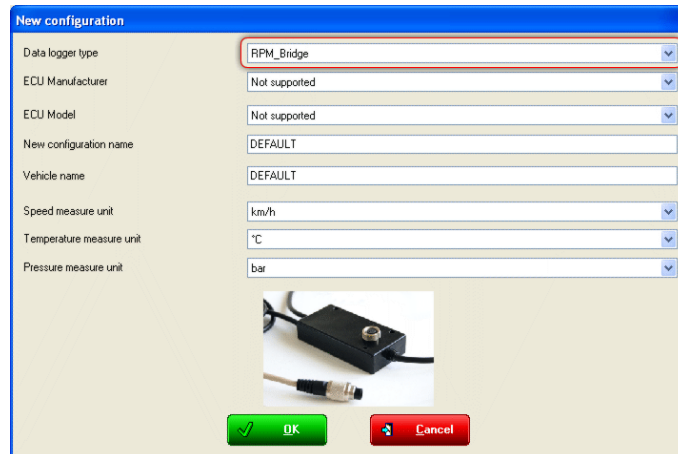 New configuration
Data logger type RPM_Bridge
ECU Manufacturer Not supported
ECU Model Not supported
New configuration name DEFAULT
Vehicle name DEFAULT
Speed measure unit km/h
Temperature measure unit °C
Pressure measure unit bar
OK Cancel